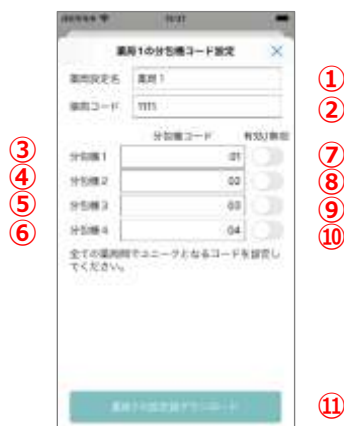 薬局1の分包機コード設定 ×
薬局設定名 薬局1 ①
薬局コード 1111 ②
分包機コード 有効/無効
③ 分包機1 01 ⑦
④ 分包機2 02 ⑧
⑤ 分包機3 03 ⑨
⑥ 分包機4 04 ⑩
全ての薬局間でユニークとなるコードを設定し
てください。
⑪